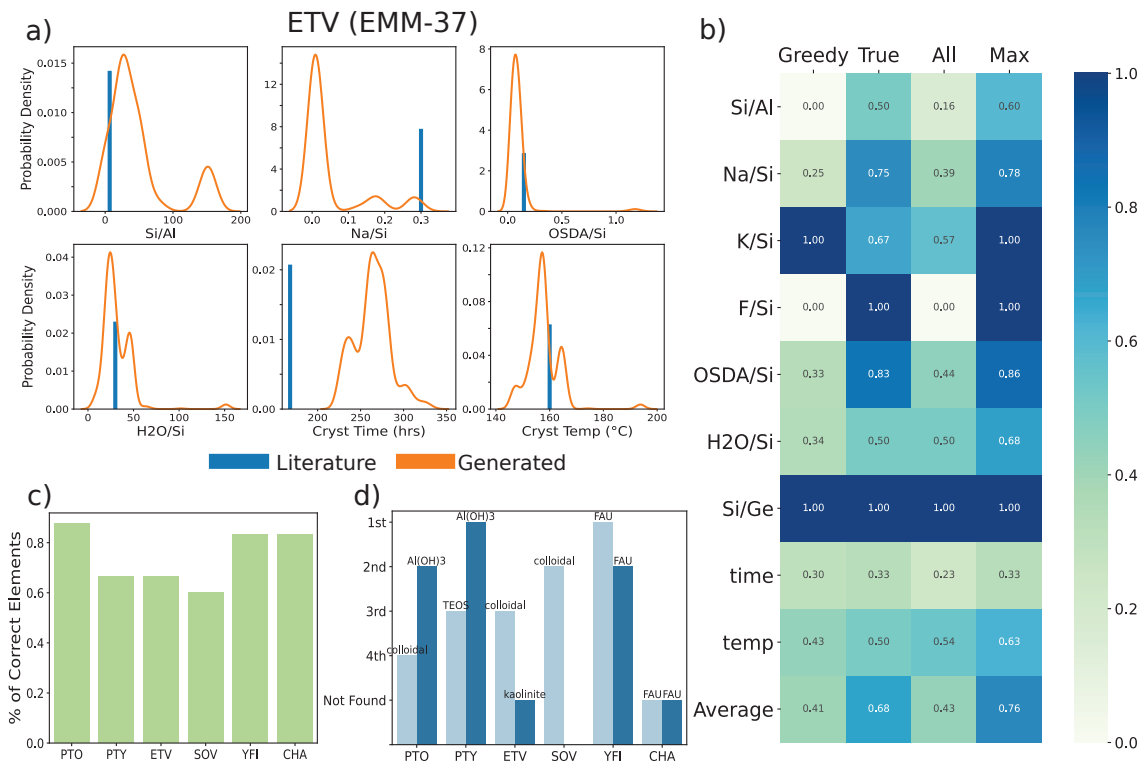 a)
ETV (EMM-37)
b)
Probability Density
0.015
0.010
0.005
0.000
0
100
200
Si/Al
14
12
10
8
6
4
2
0
0.0
0.1
0.2
0.3
Na/Si
8
6
4
2
0
0.0
0.5
1.0
OSDA/Si
Probability Density
0.04
0.03
0.02
0.01
0.00
0
50
100
150
H2O/Si
0.02
0.01
0.00
200
250
300
350
Cryst Time (hrs)
0.12
0.09
0.06
0.03
0.00
140
160
180
200
Cryst Temp (°C)
Literature
Generated
Greedy True All Max
Si/Al 0.00 0.50 0.16 0.60
Na/Si 0.25 0.75 0.39 0.78
K/Si 1.00 0.67 0.57 1.00
F/Si 0.00 1.00 0.00 1.00
OSDA/Si 0.33 0.83 0.44 0.86
H2O/Si 0.34 0.50 0.50 0.68
Si/Ge 1.00 1.00 1.00 1.00
time 0.30 0.33 0.23 0.33
temp 0.43 0.50 0.54 0.63
Average 0.41 0.68 0.43 0.76
1.0
0.8
0.6
0.4
0.2
0.0
c)
% of Correct Elements
0.8
0.6
0.4
0.2
0.0
PTO PTY ETV SOV YFI CHA
d)
1st
2nd
3rd
4th
Not Found
colloidal
Al(OH)3
TEOS
Al(OH)3
colloidal
kaolinite
colloidal
FAU
FAU
FAU FAU
PTO PTY ETV SOV YFI CHA